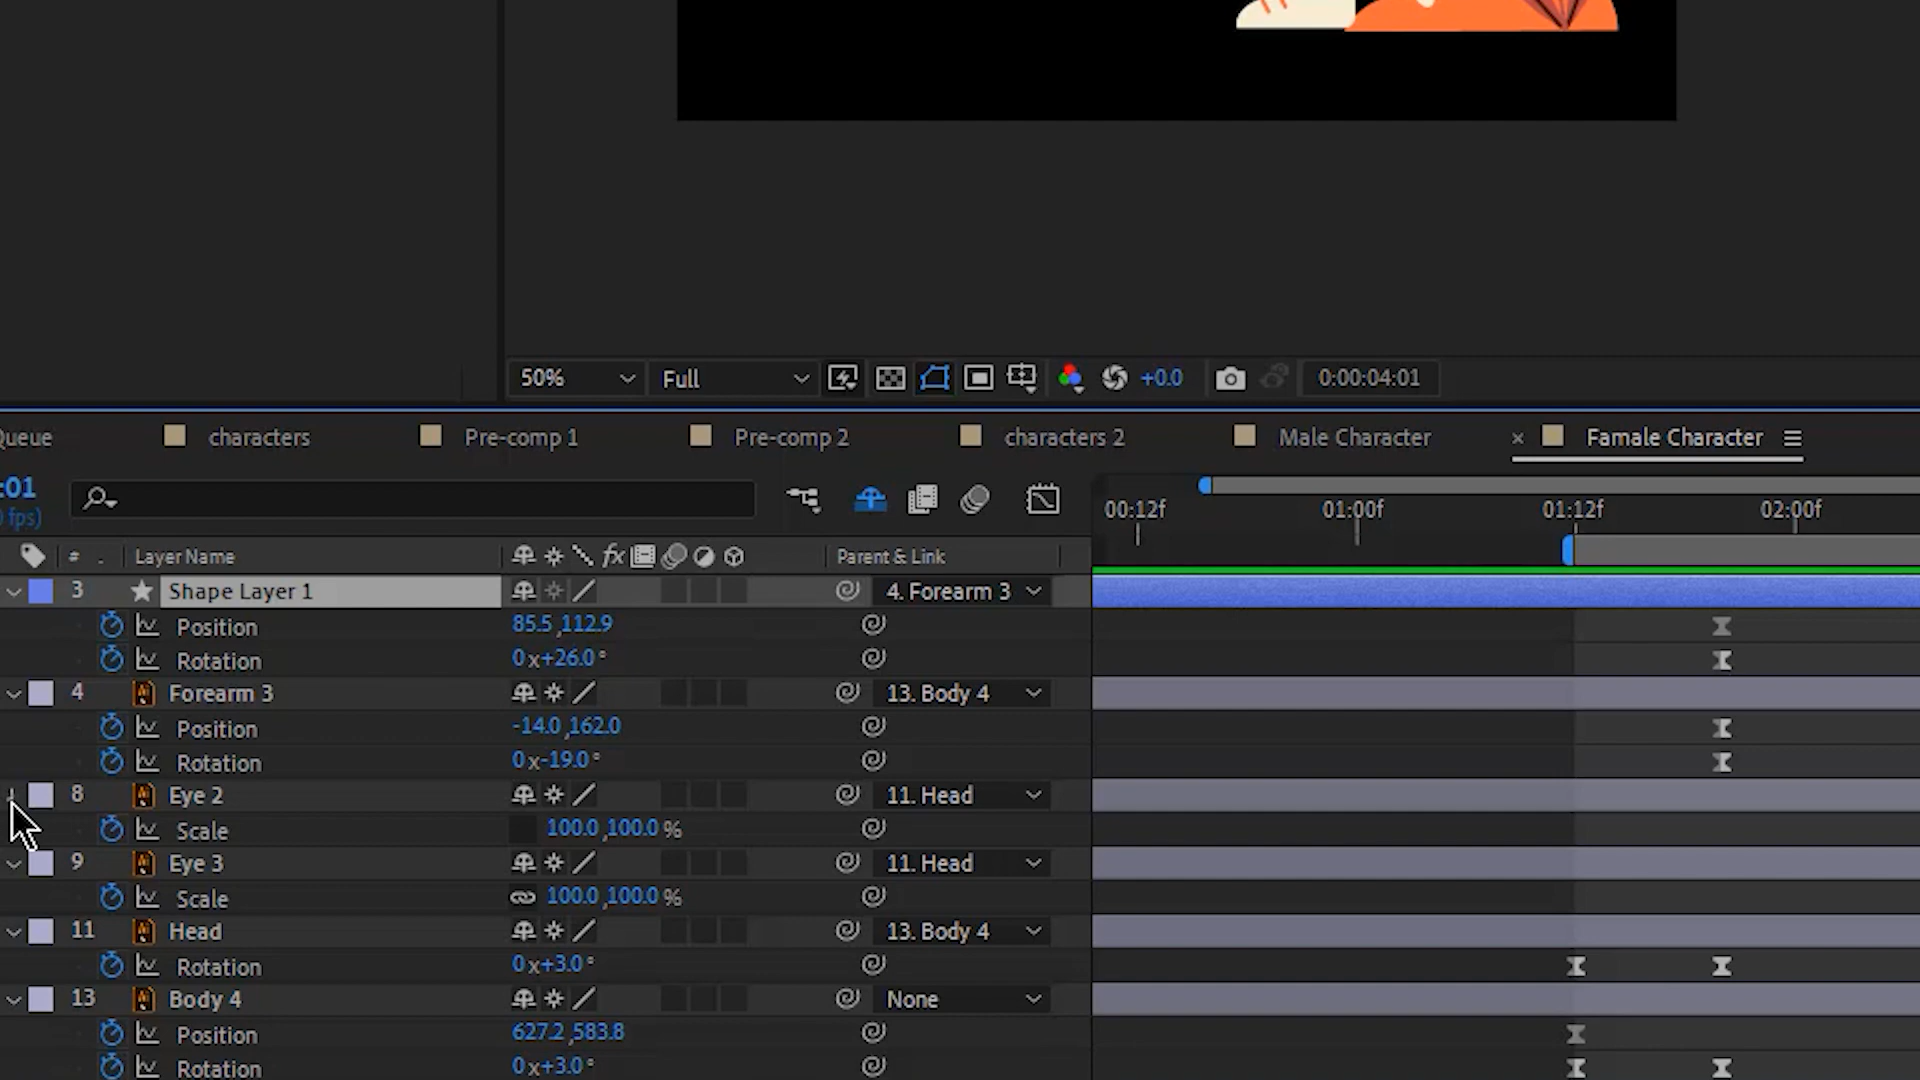 50% Full +0.0 0:00:04:01
Queue characters Pre-comp 1 Pre-comp 2 characters 2 Male Character × Famale Character
:01
fps)
00:12f 01:00f 01:12f 02:00f
# . Layer Name fx Parent & Link
3 Shape Layer 1 4. Forearm 3
Position 85.5,112.9
Rotation 0x+26.0°
4 Forearm 3 13. Body 4
Position -14.0,162.0
Rotation 0x-19.0°
8 Eye 2 11. Head
Scale 100.0,100.0%
9 Eye 3 11. Head
Scale 100.0,100.0%
11 Head 13. Body 4
Rotation 0x+3.0°
13 Body 4 None
Position 627.2,583.8
Rotation 0x+3.0°